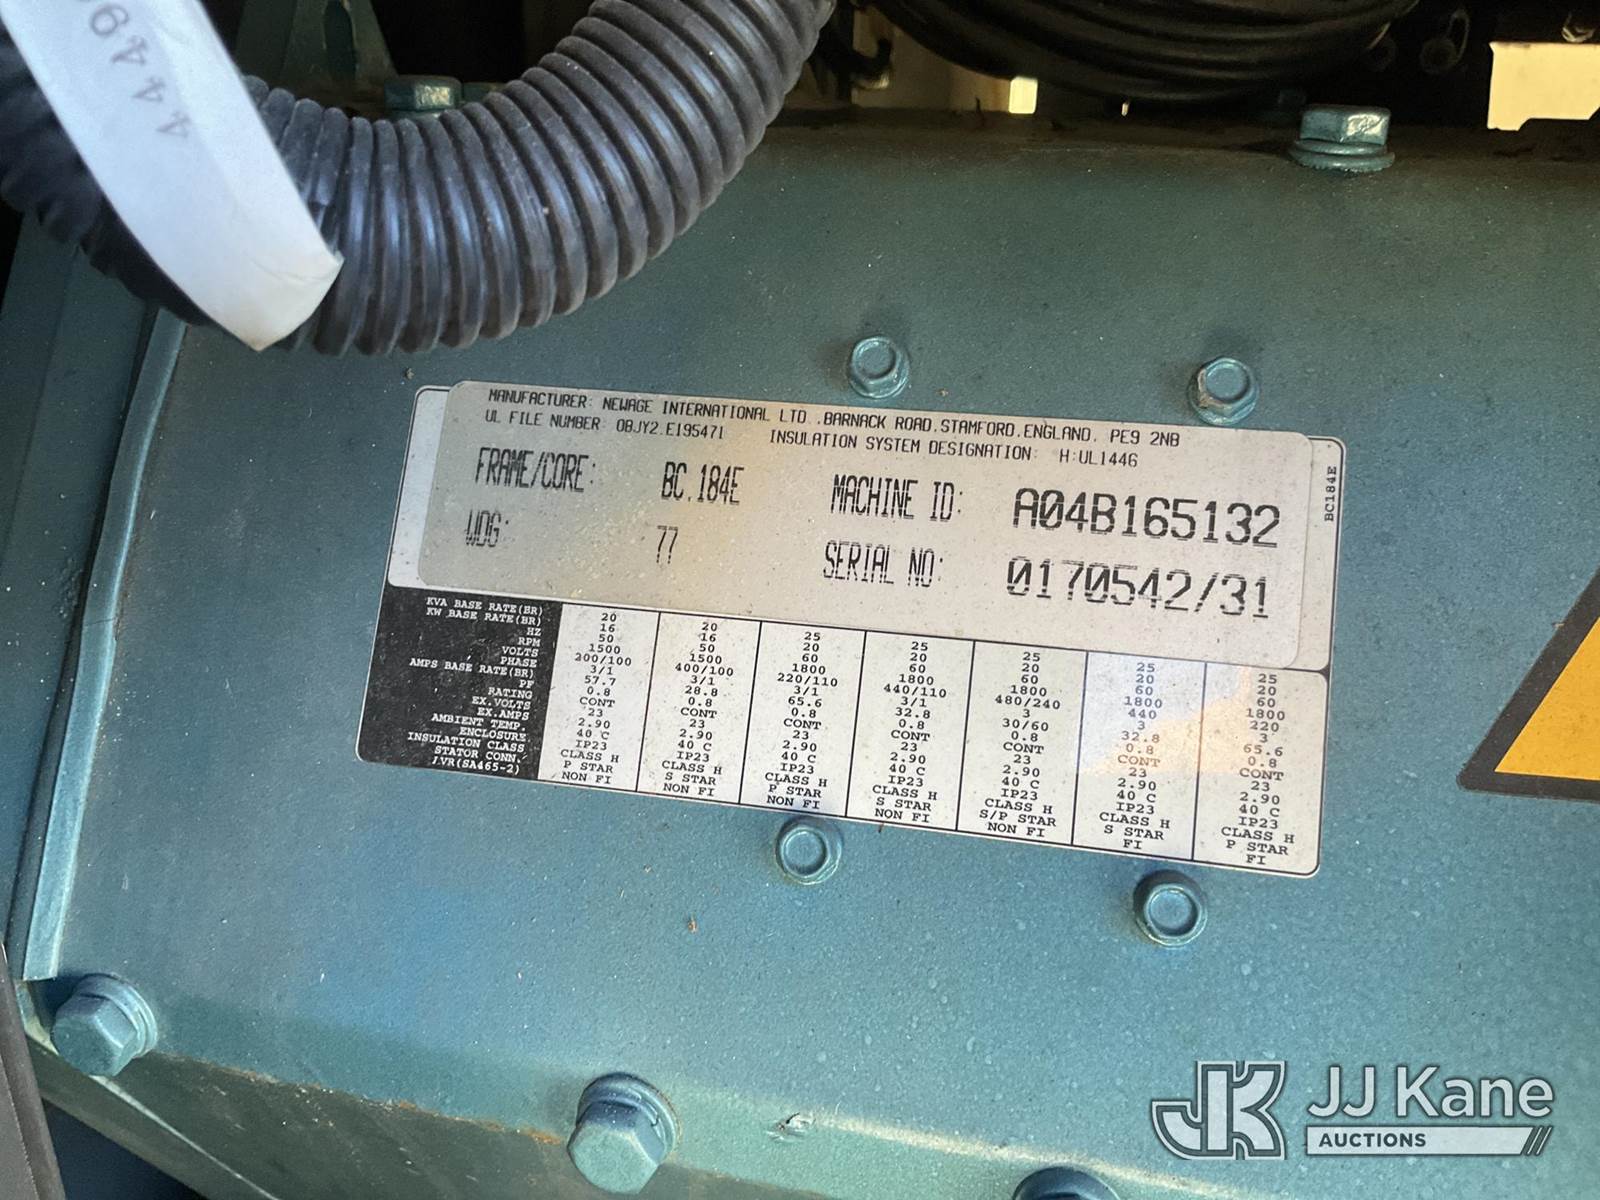 4449
MANUFACTURER: NEWAGE INTERNATIONAL LTD.,BARNACK ROAD,STAMFORD,ENGLAND, PE9 2NB
UL FILE NUMBER OBJY2.E195471 INSULATION SYSTEM DESIGNATION: H:UL1446
FRAME/CORE: BC.184E MACHINE ID: A04B165132
WDG: 77 SERIAL NO: 0170542/31
BC184E
KVA BASE RATE(BR) 20 20 25 25 25 25 25
KW BASE RATE(BR) 16 16 20 20 20 20 20
HZ 50 50 60 60 60 60 60
RPM 1500 1500 1800 1800 1800 1800 1800
VOLTS 200/100 400/100 220/110 440/110 480/240 440 220
PHASE 3/1 3/1 3/1 3/1 3 3 3
AMPS BASE RATE(BR) 57.7 28.8 65.6 32.8 30/60 32.8 65.6
PF 0.8 0.8 0.8 0.8 0.8 0.8 0.8
RATING CONT CONT CONT CONT CONT CONT CONT
EX.VOLTS 23 23 23 23 23 23 23
EX.AMPS 2.90 2.90 2.90 2.90 2.90 2.90 2.90
AMBIENT TEMP. 40 C 40 C 40 C 40 C 40 C 40 C 40 C
ENCLOSURE. IP23 IP23 IP23 IP23 IP23 IP23 IP23
INSULATION CLASS CLASS H CLASS H CLASS H CLASS H CLASS H CLASS H CLASS H
STATOR CONN. P STAR S STAR P STAR S STAR S/P STAR S STAR P STAR
AVR(SA465-2) NON FI NON FI NON FI NON FI NON FI FI FI
JK JJ Kane
AUCTIONS